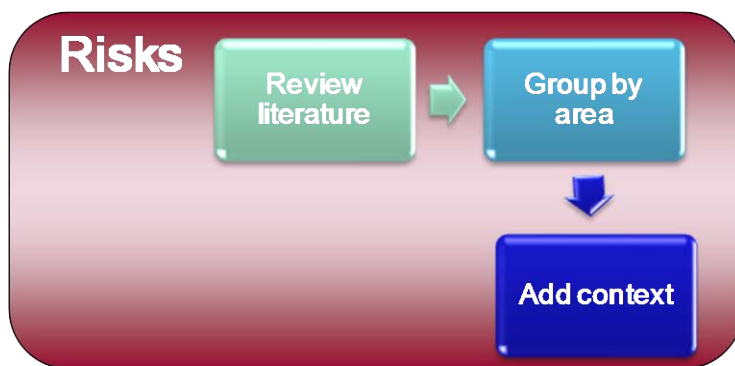 Risks
Review
literature
Group by
area
Add context